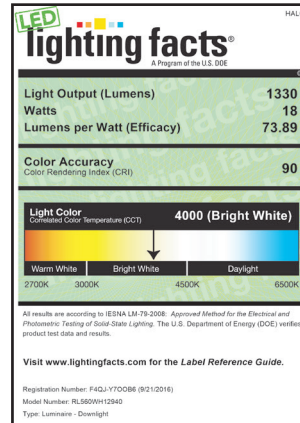 HAL
LED
lighting facts®
A Program of the U.S. DOE
Light Output (Lumens) 1330
Watts 18
Lumens per Watt (Efficacy) 73.89
Color Accuracy 90
Color Rendering Index (CRI)
Light Color 4000 (Bright White)
Correlated Color Temperature (CCT)
Warm White Bright White Daylight
2700K 3000K 4500K 6500K
All results are according to IESNA LM-79-2008: Approved Method for the Electrical and
Photometric Testing of Solid-State Lighting. The U.S. Department of Energy (DOE) verifies
product test data and results.
Visit www.lightingfacts.com for the Label Reference Guide.
Registration Number: F4QJ-Y7OOB6 (9/21/2016)
Model Number: RL560WH12940
Type: Luminaire - Downlight